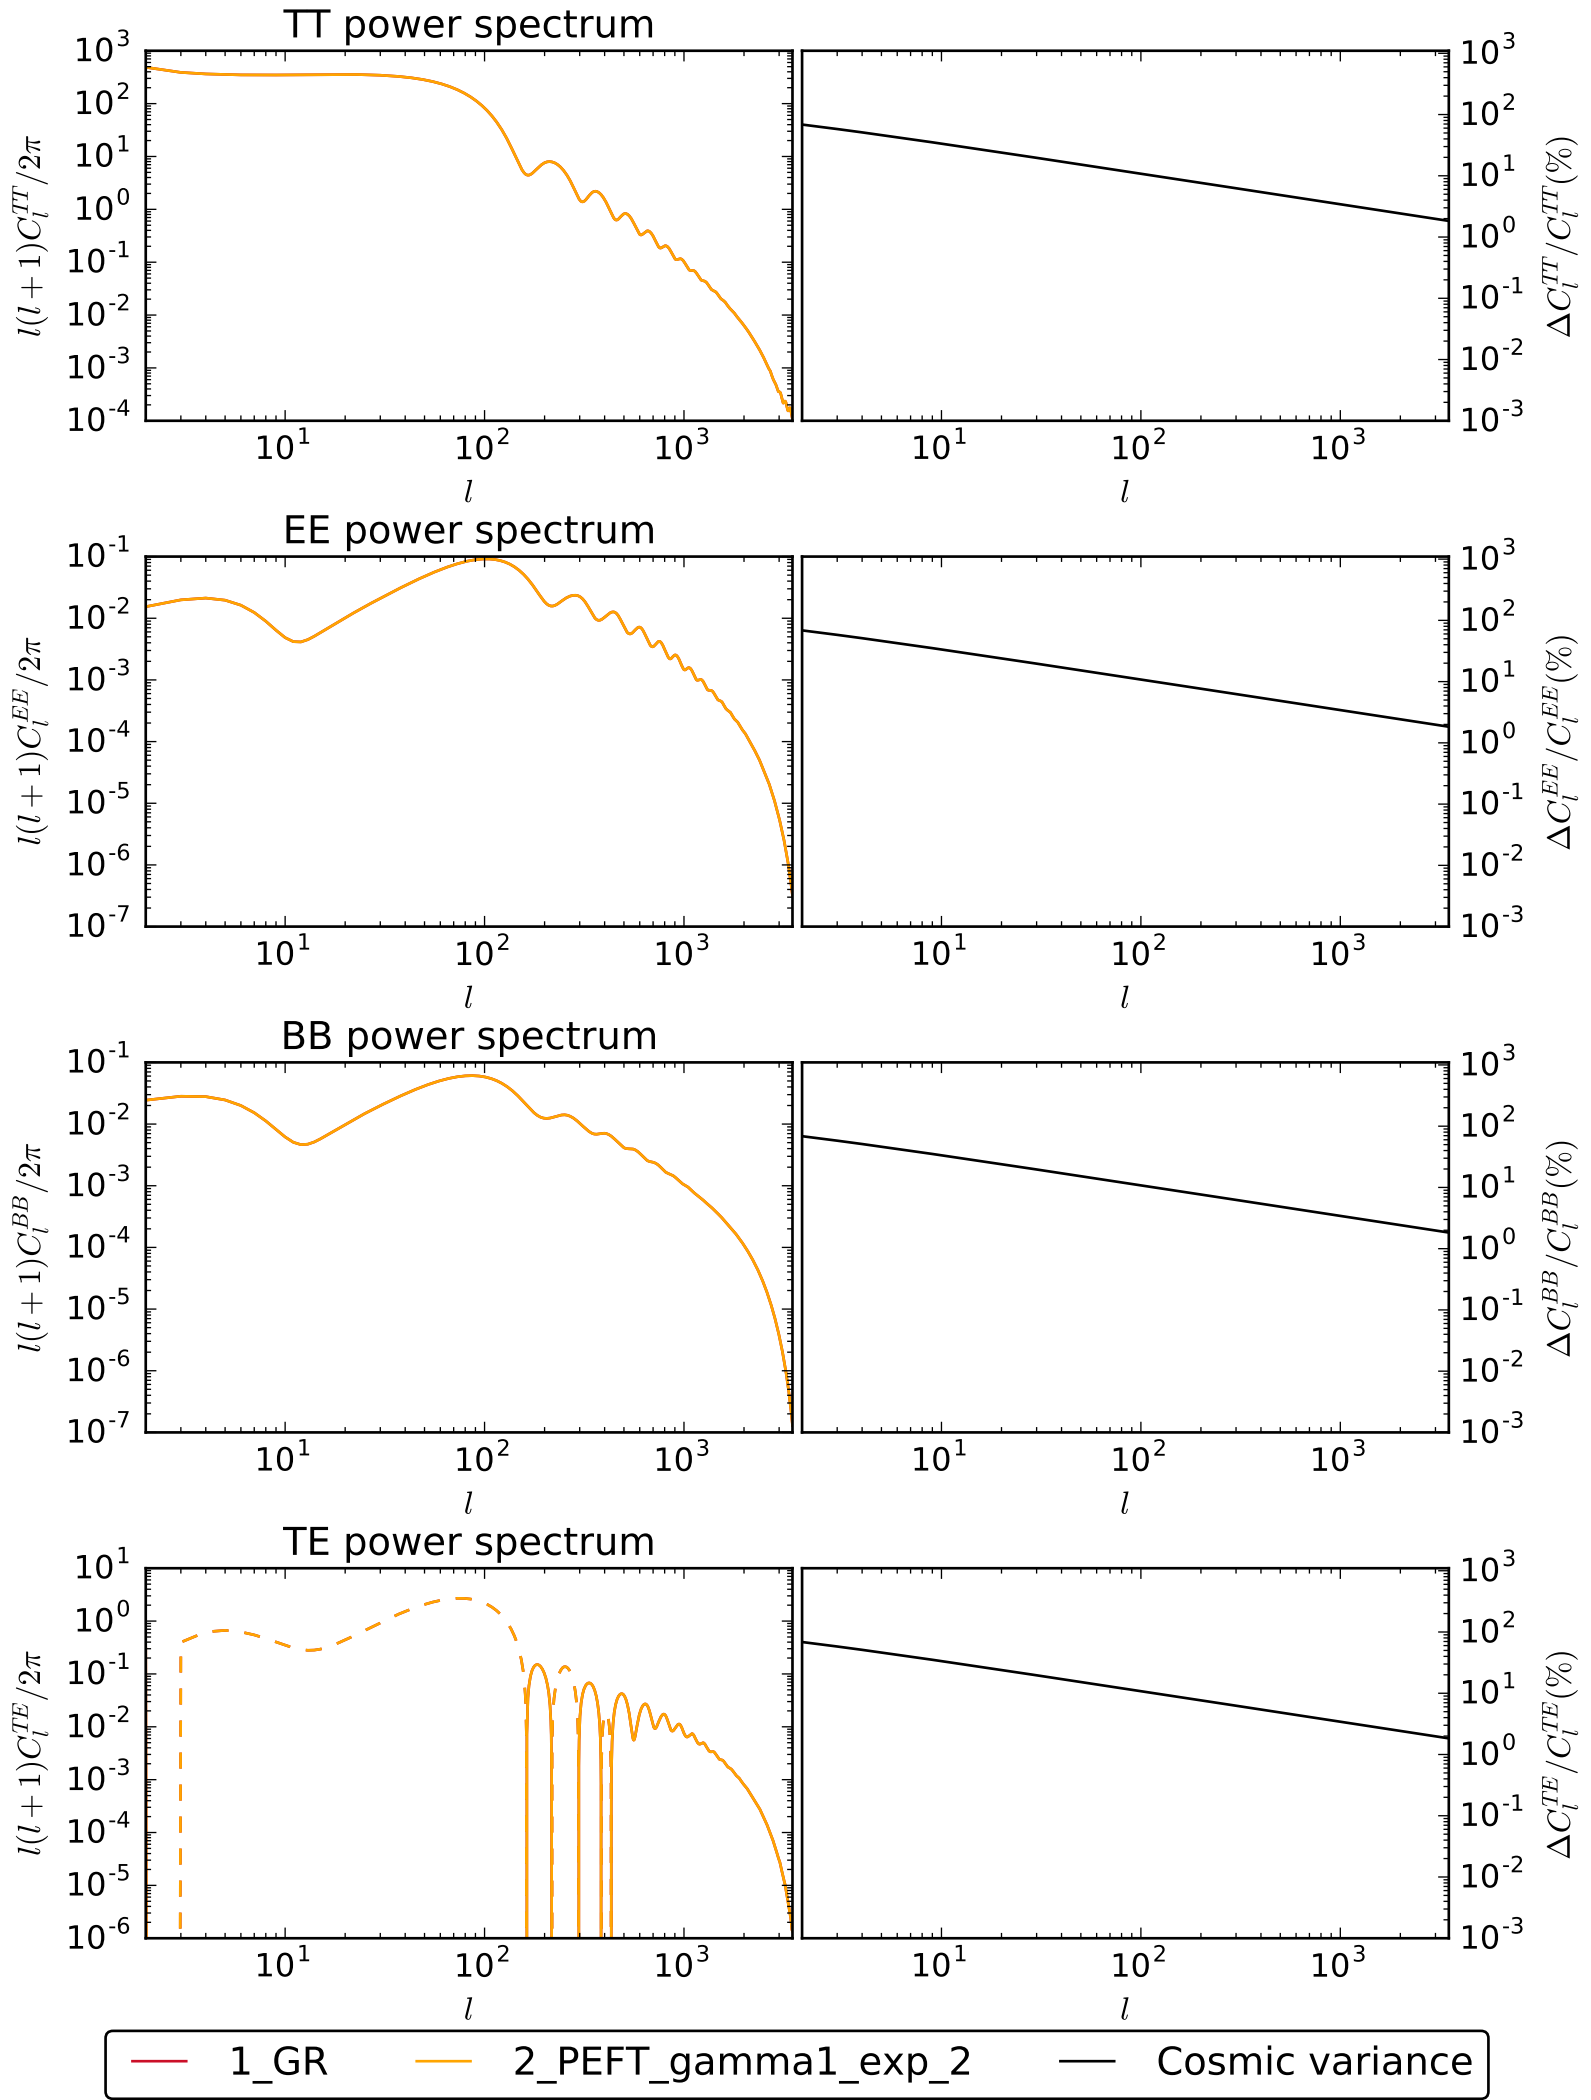 TT power spectrum
10^3
10^2
10^1
10^0
10^-1
10^-2
10^-3
10^-4
l(l+1)C_l^{TT}/2π
10^1 10^2 10^3
l
10^3
10^2
10^1
10^0
10^-1
10^-2
10^-3
ΔC_l^{TT}/C_l^{TT}(%)
10^1 10^2 10^3
l
EE power spectrum
10^-1
10^-2
10^-3
10^-4
10^-5
10^-6
10^-7
l(l+1)C_l^{EE}/2π
10^1 10^2 10^3
l
10^3
10^2
10^1
10^0
10^-1
10^-2
10^-3
ΔC_l^{EE}/C_l^{EE}(%)
10^1 10^2 10^3
l
BB power spectrum
10^-1
10^-2
10^-3
10^-4
10^-5
10^-6
10^-7
l(l+1)C_l^{BB}/2π
10^1 10^2 10^3
l
10^3
10^2
10^1
10^0
10^-1
10^-2
10^-3
ΔC_l^{BB}/C_l^{BB}(%)
10^1 10^2 10^3
l
TE power spectrum
10^1
10^0
10^-1
10^-2
10^-3
10^-4
10^-5
10^-6
l(l+1)C_l^{TE}/2π
10^1 10^2 10^3
l
10^3
10^2
10^1
10^0
10^-1
10^-2
10^-3
ΔC_l^{TE}/C_l^{TE}(%)
10^1 10^2 10^3
l
1_GR 2_PEFT_gamma1_exp_2 Cosmic variance